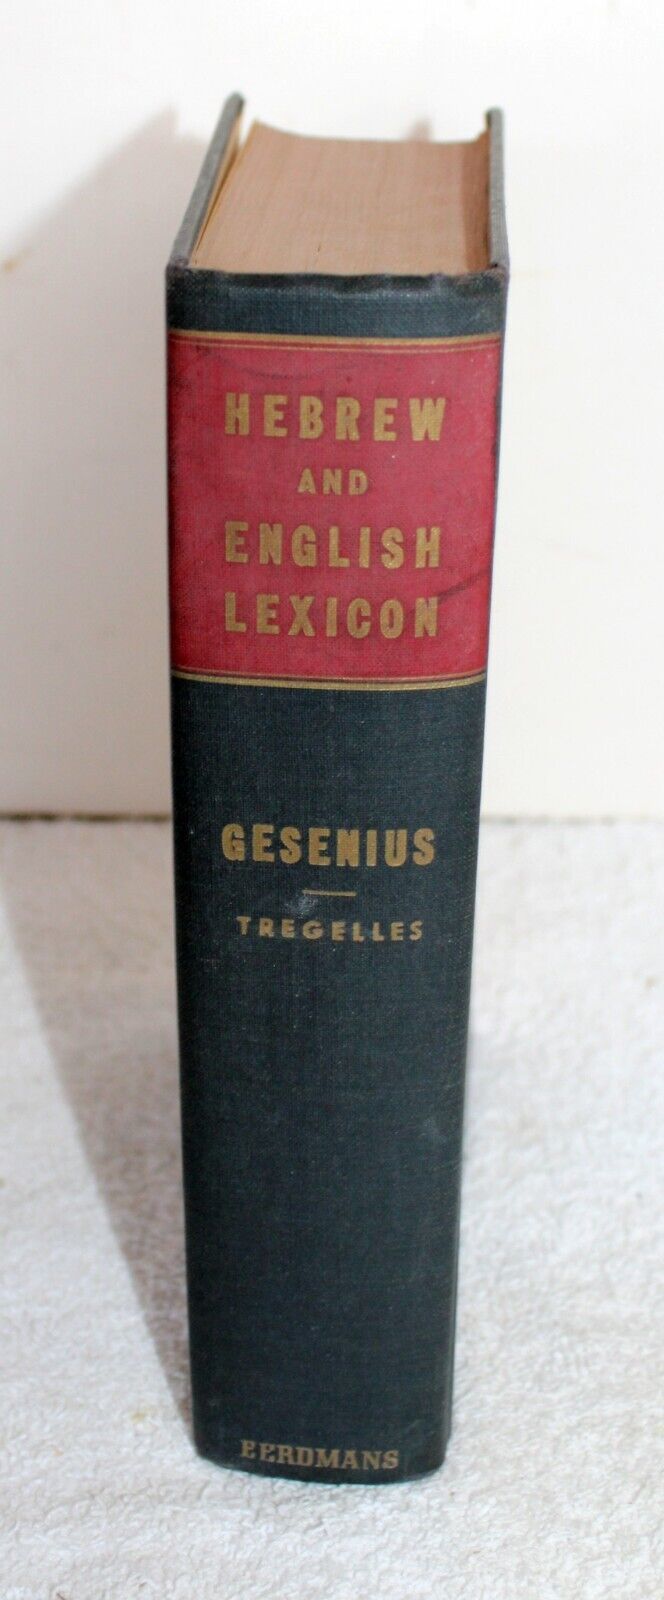 HEBREW
AND
ENGLISH
LEXICON
GESENIUS
TREGELLES
EERDMANS